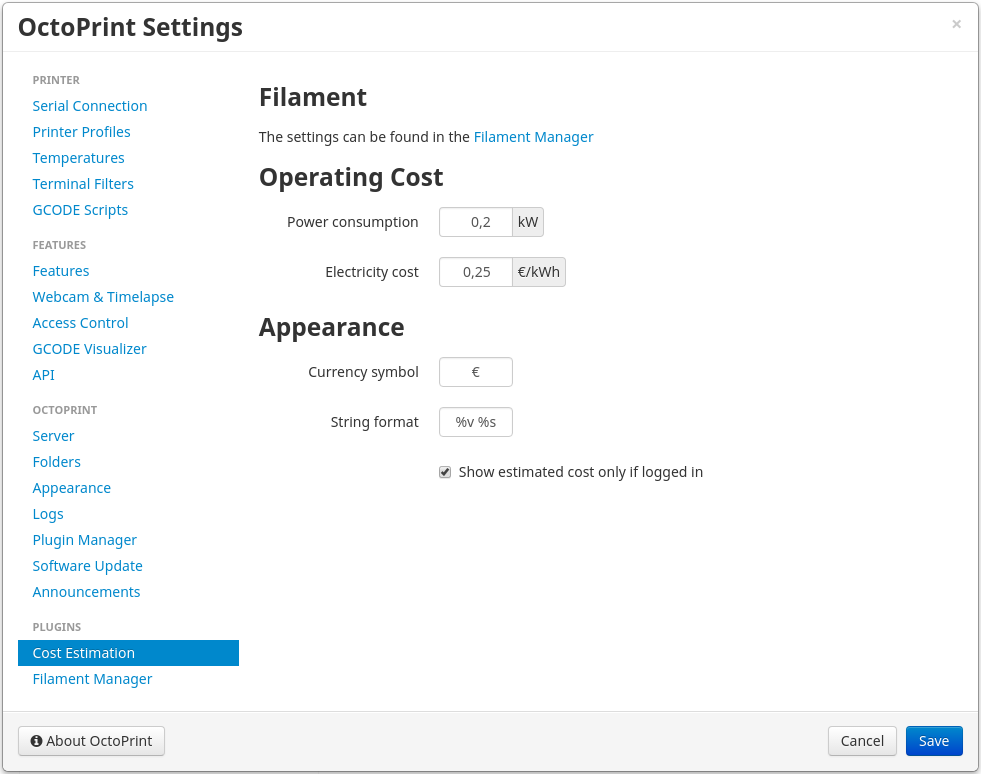 OctoPrint Settings
×
PRINTER
Serial Connection
Printer Profiles
Temperatures
Terminal Filters
GCODE Scripts
FEATURES
Features
Webcam & Timelapse
Access Control
GCODE Visualizer
API
OCTOPRINT
Server
Folders
Appearance
Logs
Plugin Manager
Software Update
Announcements
PLUGINS
Cost Estimation
Filament Manager
Filament
The settings can be found in the Filament Manager
Operating Cost
Power consumption 0,2 kW
Electricity cost 0,25 €/kWh
Appearance
Currency symbol €
String format %v %s
Show estimated cost only if logged in
About OctoPrint
Cancel
Save